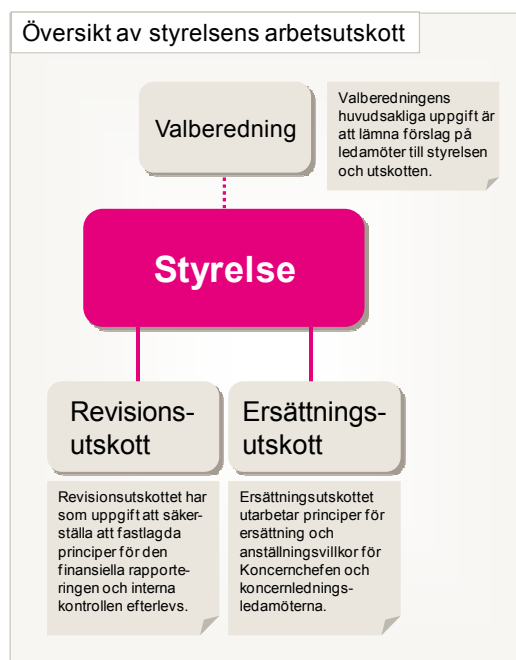 Översikt av styrelsens arbetsutskott
Valberedning
Valberedningens
huvudsakliga uppgift är
att lämna förslag på
ledamöter till styrelsen
och utskotten.
Styrelse
Revisions-
utskott
Ersättnings-
utskott
Revisionsutskottet har
som uppgift att säker-
ställa att fastlagda
principer för den
finansiella rapporte-
ringen och interna
kontrollen efterlevs.
Ersättningsutskottet
utarbetar principer för
ersättning och
anställningsvillkor för
Koncernchefen och
koncernlednings-
ledamöterna.